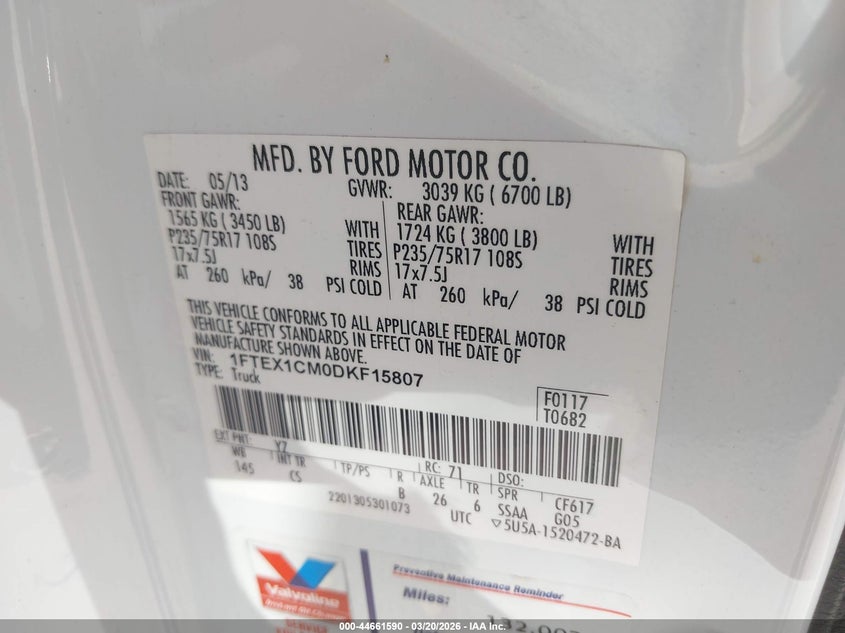 MFD. BY FORD MOTOR CO.
DATE: 05/13 GVWR: 3039 KG ( 6700 LB)
FRONT GAWR: REAR GAWR:
1565 KG ( 3450 LB) WITH 1724 KG ( 3800 LB) WITH
P235/75R17 108S TIRES P235/75R17 108S TIRES
17x7.5J RIMS 17x7.5J RIMS
AT 260 kPa/ 38 PSI COLD AT 260 kPa/ 38 PSI COLD
THIS VEHICLE CONFORMS TO ALL APPLICABLE FEDERAL MOTOR
VEHICLE SAFETY STANDARDS IN EFFECT ON THE DATE OF
MANUFACTURE SHOWN ABOVE.
VIN: 1FTEX1CM0DKF15807
TYPE: Truck
F0117
T0682
EXT PNT: YZ RC: 71 DSO:
WB INT TR TP/PS R AXLE TR SPR CF617
145 CS B 26 6 SSAA G05
2201305301073 UTC ▽5U5A-1520472-BA
Valvoline
Preventive Maintenance Reminder
Miles:
000-44661590 — 03/20/2026 — IAA Inc.